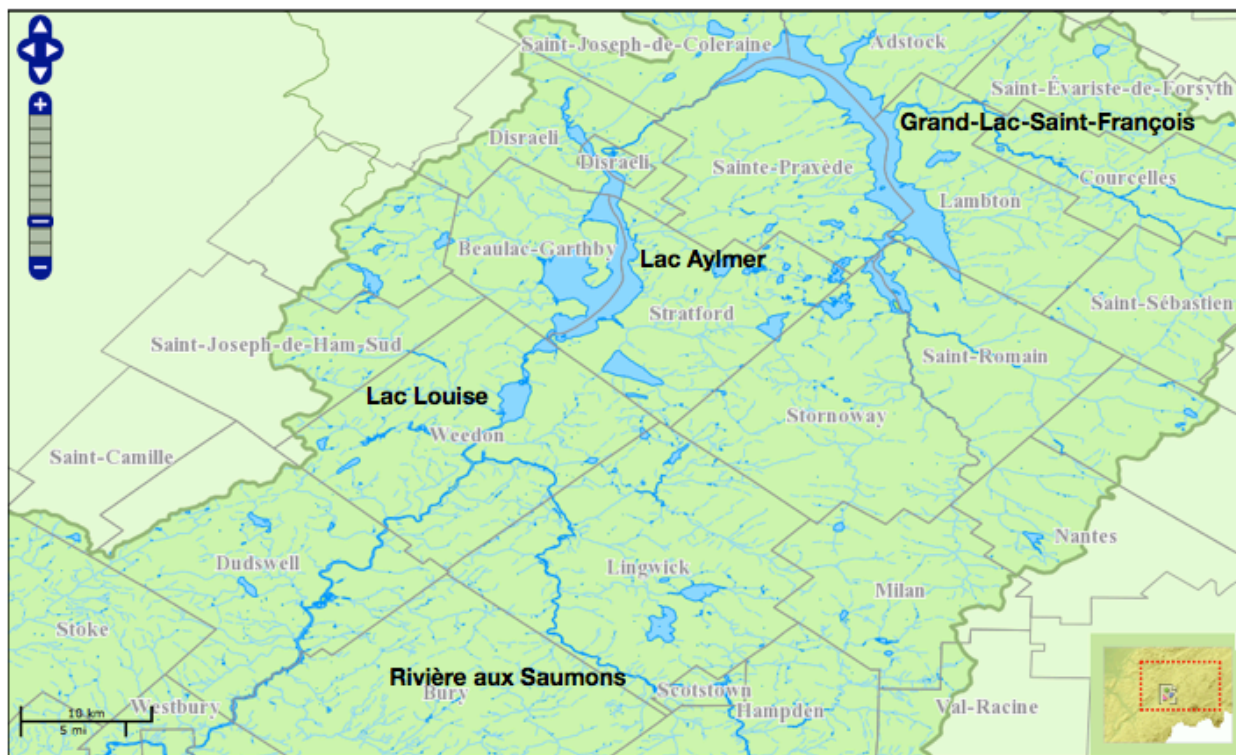 Saint-Joseph-de-Coleraine
Adstock
Saint-Évariste-de-Forsyth
Grand-Lac-Saint-François
Disraeli
Disraeli
Sainte-Praxède
Courcelles
Lambton
Beaulac-Garthby
Lac Aylmer
Saint-Sébastien
Stratford
Saint-Joseph-de-Ham-Sud
Saint-Romain
Lac Louise
Stornoway
Weedon
Saint-Camille
Nantes
Dudswell
Lingwick
Milan
Stoke
Rivière aux Saumons
Bury
Scotstown
Westbury
Hampden
Val-Racine
10 km
5 mi